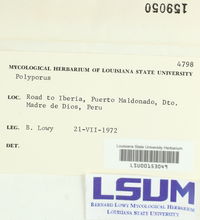 159050
4798
MYCOLOGICAL HERBARIUM OF LOUISIANA STATE UNIVERSITY
Polyporus
LOC. Road to Iberia, Puerto Maldonado, Dto.
Madre de Dios, Peru
LEG. B. Lowy 21-VII-1972
DET.
Louisiana State University Herbarium
LSU00153049
LSUM
BERNARD LOWY MYCOLOGICAL HERBARIUM
LOUISIANA STATE UNIVERSITY